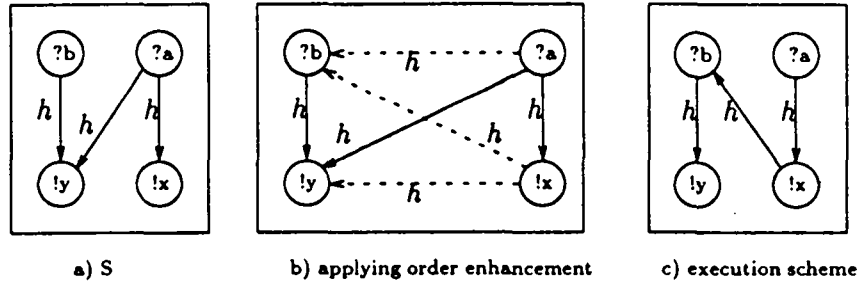 ?b ?a
h h h
!y !x
a) S
?b ?a
h
h h h h
!y !x
h
b) applying order enhancement
?b ?a
h h h
!y !x
c) execution scheme